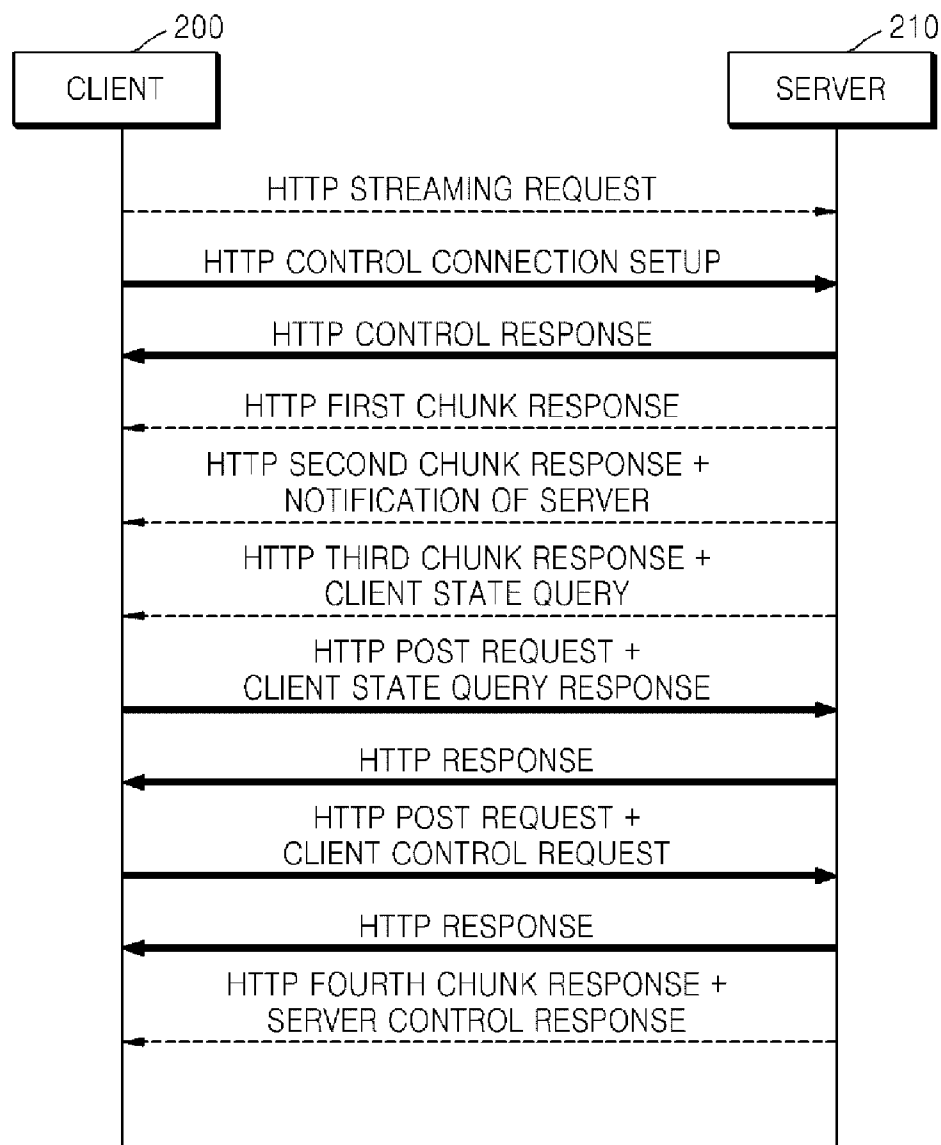 200
210
CLIENT
SERVER
HTTP STREAMING REQUEST
HTTP CONTROL CONNECTION SETUP
HTTP CONTROL RESPONSE
HTTP FIRST CHUNK RESPONSE
HTTP SECOND CHUNK RESPONSE +
NOTIFICATION OF SERVER
HTTP THIRD CHUNK RESPONSE +
CLIENT STATE QUERY
HTTP POST REQUEST +
CLIENT STATE QUERY RESPONSE
HTTP RESPONSE
HTTP POST REQUEST +
CLIENT CONTROL REQUEST
HTTP RESPONSE
HTTP FOURTH CHUNK RESPONSE +
SERVER CONTROL RESPONSE